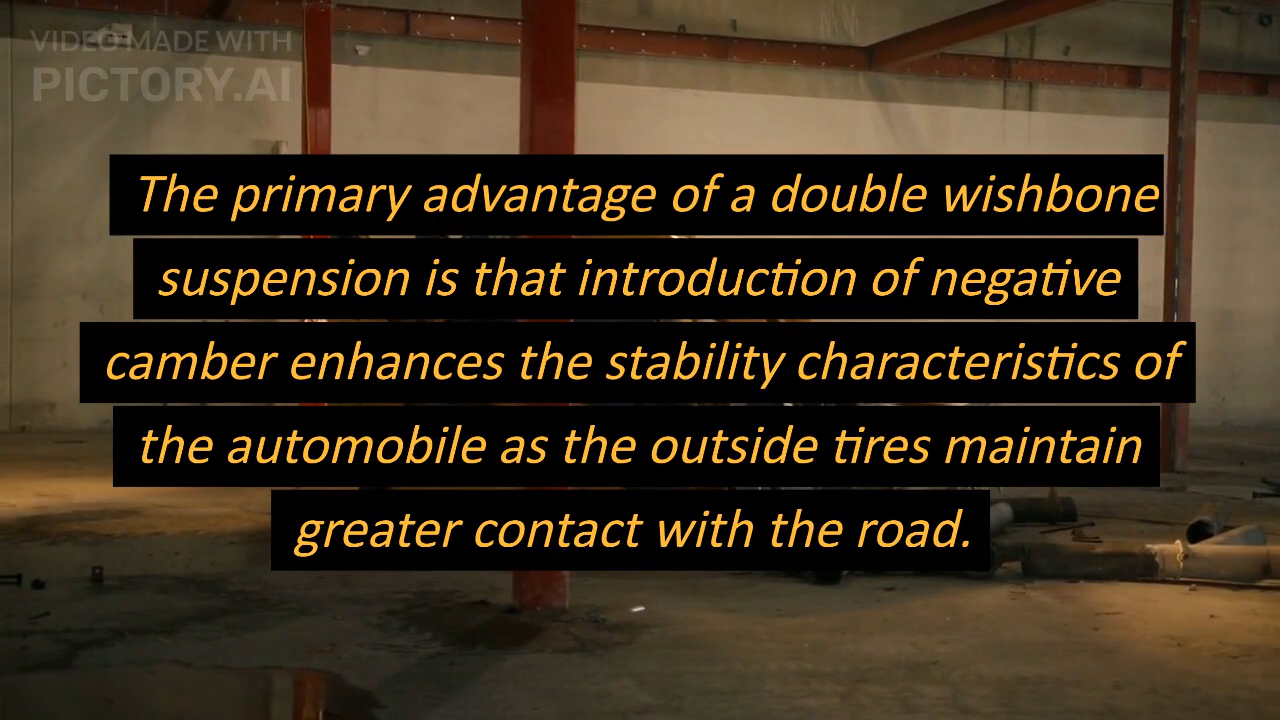 VIDEO MADE WITH
PICTORY.AI
The primary advantage of a double wishbone
suspension is that introduction of negative
camber enhances the stability characteristics of
the automobile as the outside tires maintain
greater contact with the road.